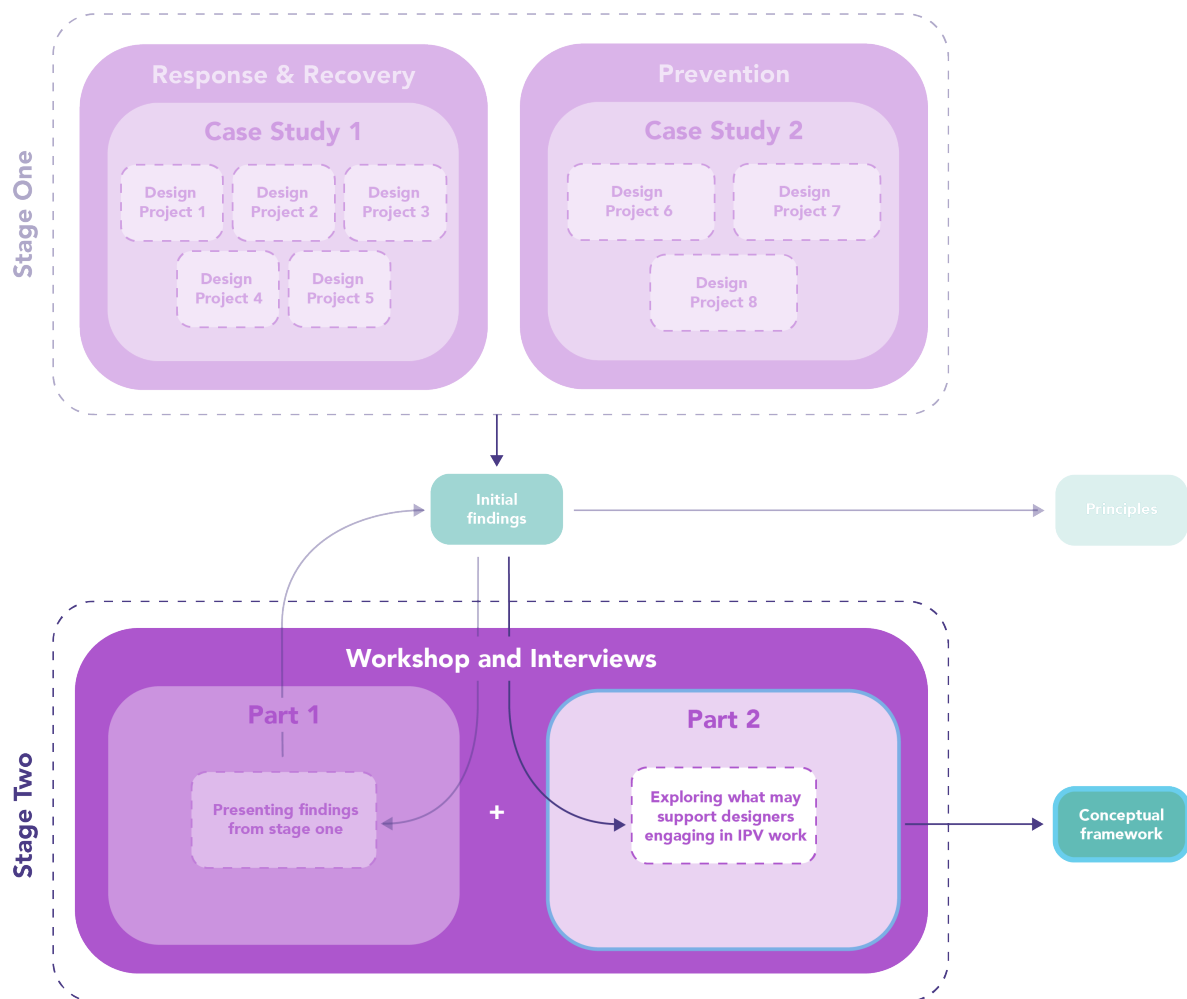 Stage One
Response & Recovery
Case Study 1
Design
Project 1
Design
Project 2
Design
Project 3
Design
Project 4
Design
Project 5
Prevention
Case Study 2
Design
Project 6
Design
Project 7
Design
Project 8
Initial
findings
Principles
Stage Two
Workshop and Interviews
Part 1
Presenting findings
from stage one
+
Part 2
Exploring what may
support designers
engaging in IPV work
Conceptual
framework